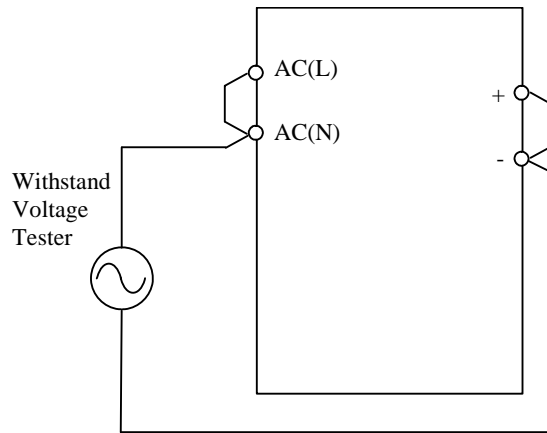 AC(L)
+
AC(N)
-
Withstand
Voltage
Tester